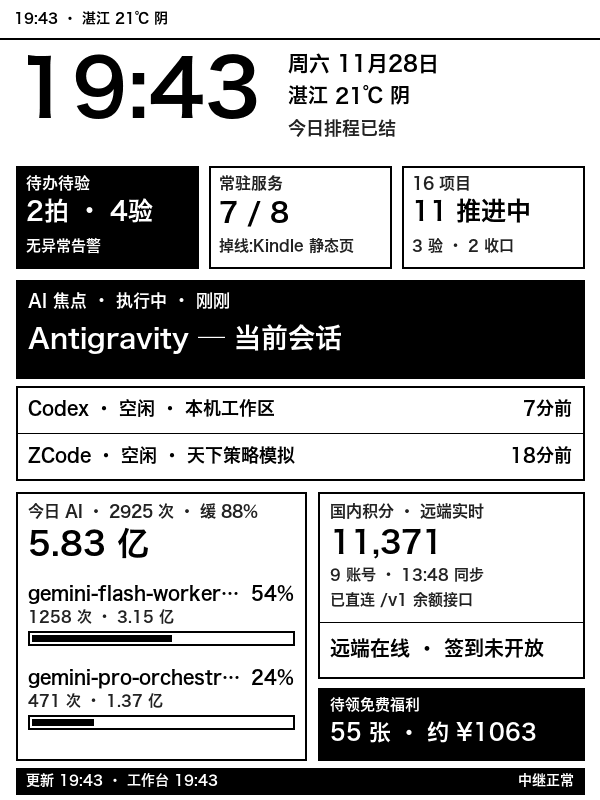 19:43 · 湛江 21℃ 阴
19:43
周六 11月28日
湛江 21℃ 阴
今日排程已结
待办待验
2拍 · 4验
无异常告警
常驻服务
7 / 8
掉线:Kindle 静态页
16 项目
11 推进中
3 验 · 2 收口
AI 焦点 · 执行中 · 刚刚
Antigravity — 当前会话
Codex · 空闲 · 本机工作区 7分前
ZCode · 空闲 · 天下策略模拟 18分前
今日 AI · 2925 次 · 缓 88%
5.83 亿
gemini-flash-worker… 54%
1258 次 · 3.15 亿
gemini-pro-orchestr… 24%
471 次 · 1.37 亿
国内积分 · 远端实时
11,371
9 账号 · 13:48 同步
已直连 /v1 余额接口
远端在线 · 签到未开放
待领免费福利
55 张 · 约 ¥1063
更新 19:43 · 工作台 19:43 中继正常